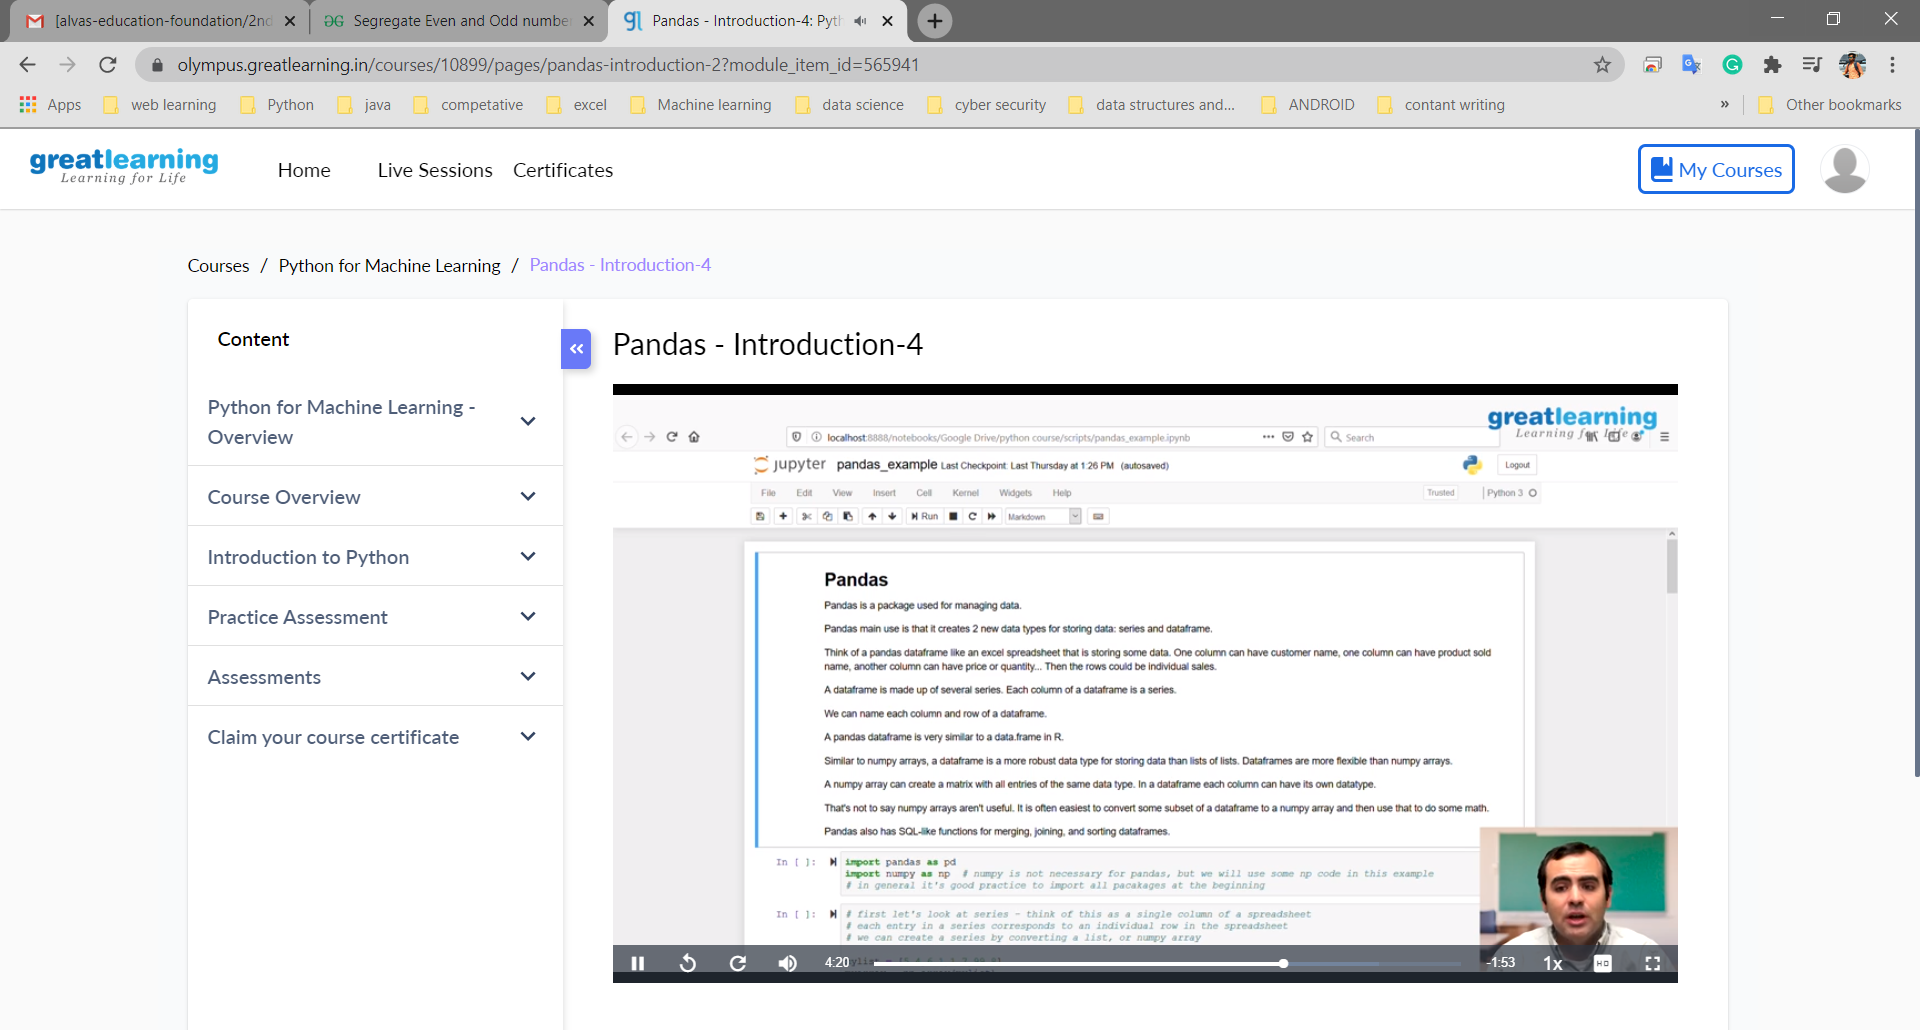 [alvas-education-foundation/2nd
Segregate Even and Odd numbe
Pandas - Introduction-4: Pyth
olympus.greatlearning.in/courses/10899/pages/pandas-introduction-2?module_item_id=565941
Apps web learning Python java competative excel Machine learning data science cyber security data structures and... ANDROID contant writing » Other bookmarks
greatlearning
Learning for Life
Home Live Sessions Certificates
My Courses
Courses / Python for Machine Learning / Pandas - Introduction-4
Content
Python for Machine Learning -
Overview
Course Overview
Introduction to Python
Practice Assessment
Assessments
Claim your course certificate
Pandas - Introduction-4
greatlearning
Learning for Life
localhost:8888/notebooks/Google Drive/python course/scripts/pandas_example.ipynb
Search
jupyter pandas_example Last Checkpoint: Last Thursday at 1:26 PM (autosaved)
Logout
File Edit View Insert Cell Kernel Widgets Help
Trusted Python 3
Run Markdown
Pandas
Pandas is a package used for managing data.
Pandas main use is that it creates 2 new data types for storing data: series and dataframe.
Think of a pandas dataframe like an excel spreadsheet that is storing some data. One column can have customer name, one column can have product sold
name, another column can have price or quantity... Then the rows could be individual sales.
A dataframe is made up of several series. Each column of a dataframe is a series.
We can name each column and row of a dataframe.
A pandas dataframe is very similar to a data.frame in R.
Similar to numpy arrays, a dataframe is a more robust data type for storing data than lists of lists. Dataframes are more flexible than numpy arrays.
A numpy array can create a matrix with all entries of the same data type. In a dataframe each column can have its own datatype.
That's not to say numpy arrays aren't useful. It is often easiest to convert some subset of a dataframe to a numpy array and then use that to do some math.
Pandas also has SQL-like functions for merging, joining, and sorting dataframes.
In [ ]: import pandas as pd
import numpy as np # numpy is not necessary for pandas, but we will use some np code in this example
# in general it's good practice to import all pacakages at the beginning
In [ ]: # first let's look at series - think of this as a single column of a spreadsheet
# each entry in a series corresponds to an individual row in the spreadsheet
# we can create a series by converting a list, or numpy array
4:20
-1:53
1x
HD